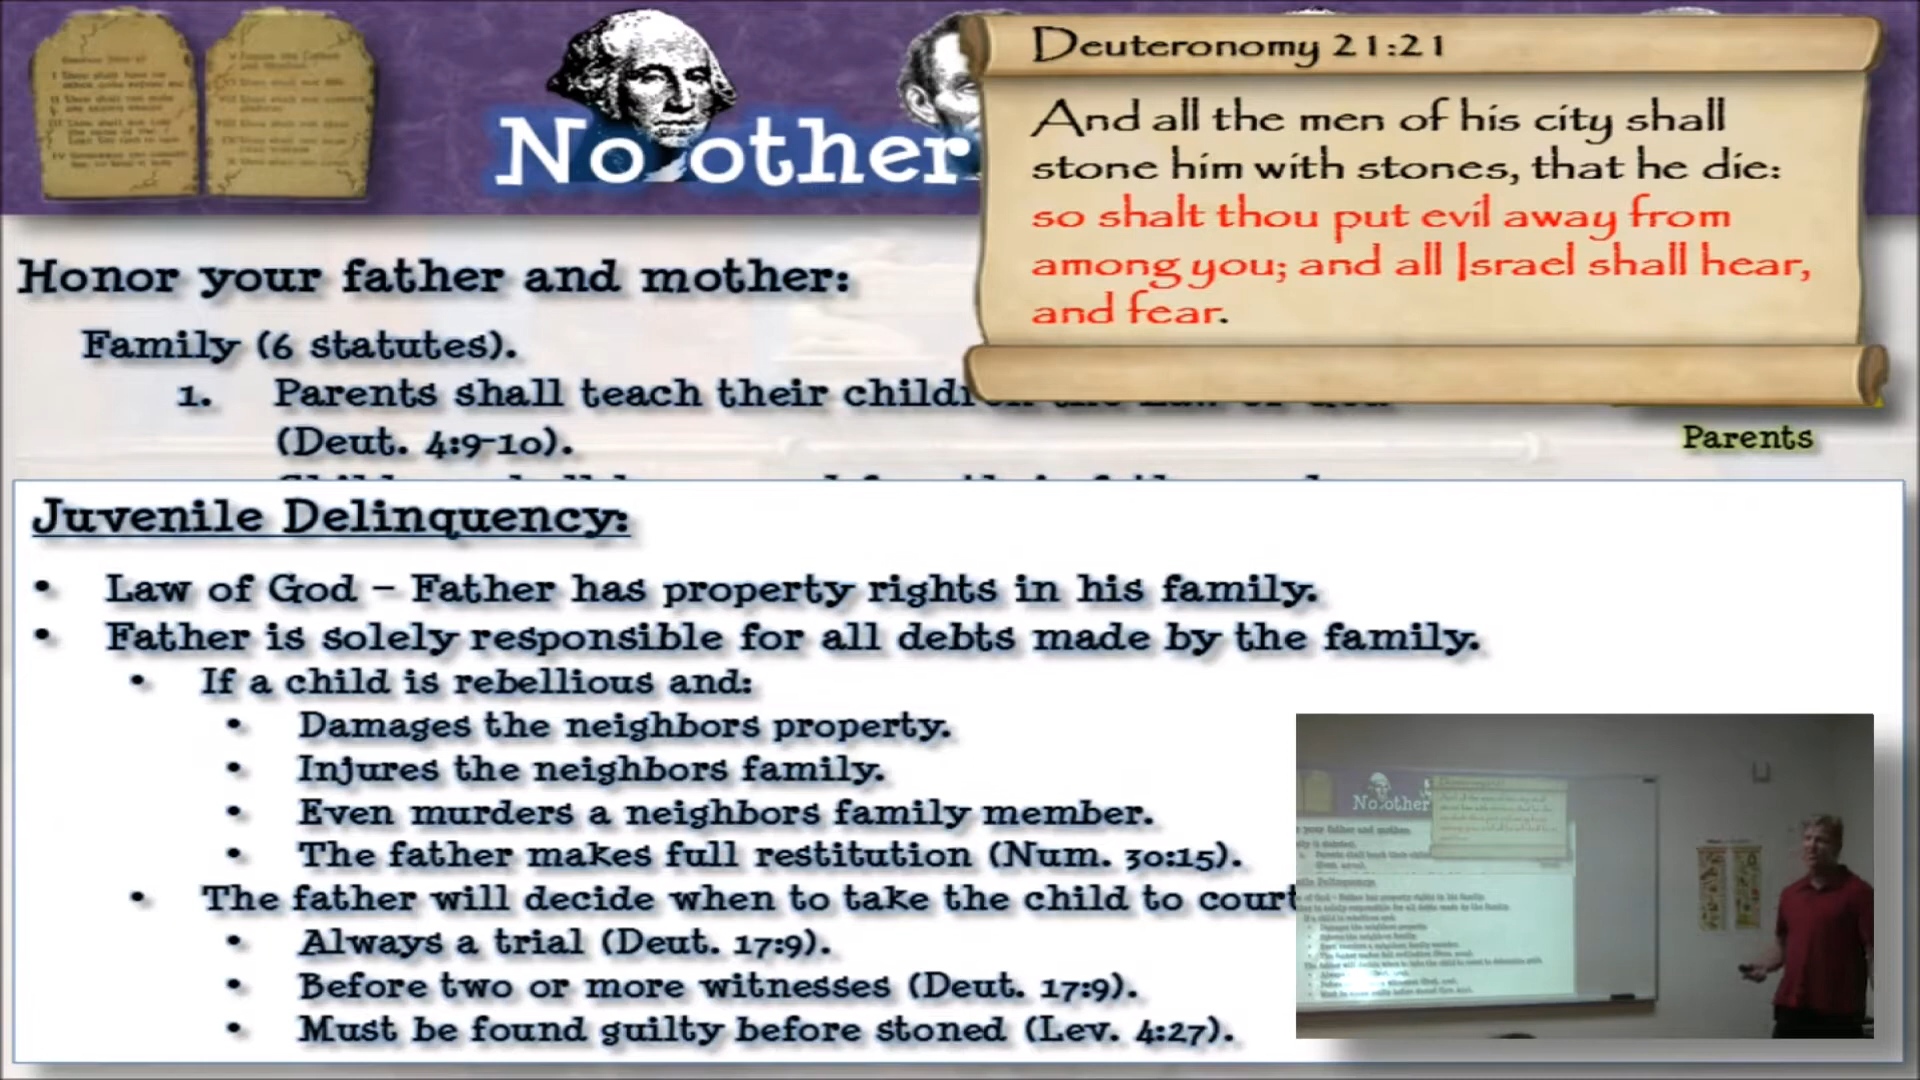 No other
Deuteronomy 21:21
And all the men of his city shall
stone him with stones, that he die:
so shalt thou put evil away from
among you; and all Israel shall hear,
and fear.
Honor your father and mother:
Family (6 statutes).
1. Parents shall teach their children the Law of God
(Deut. 4:9-10).
Parents
Juvenile Delinquency:
• Law of God – Father has property rights in his family.
• Father is solely responsible for all debts made by the family.
• If a child is rebellious and:
• Damages the neighbors property.
• Injures the neighbors family.
• Even murders a neighbors family member.
• The father makes full restitution (Num. 30:15).
• The father will decide when to take the child to court
• Always a trial (Deut. 17:9).
• Before two or more witnesses (Deut. 17:9).
• Must be found guilty before stoned (Lev. 4:27).
No other